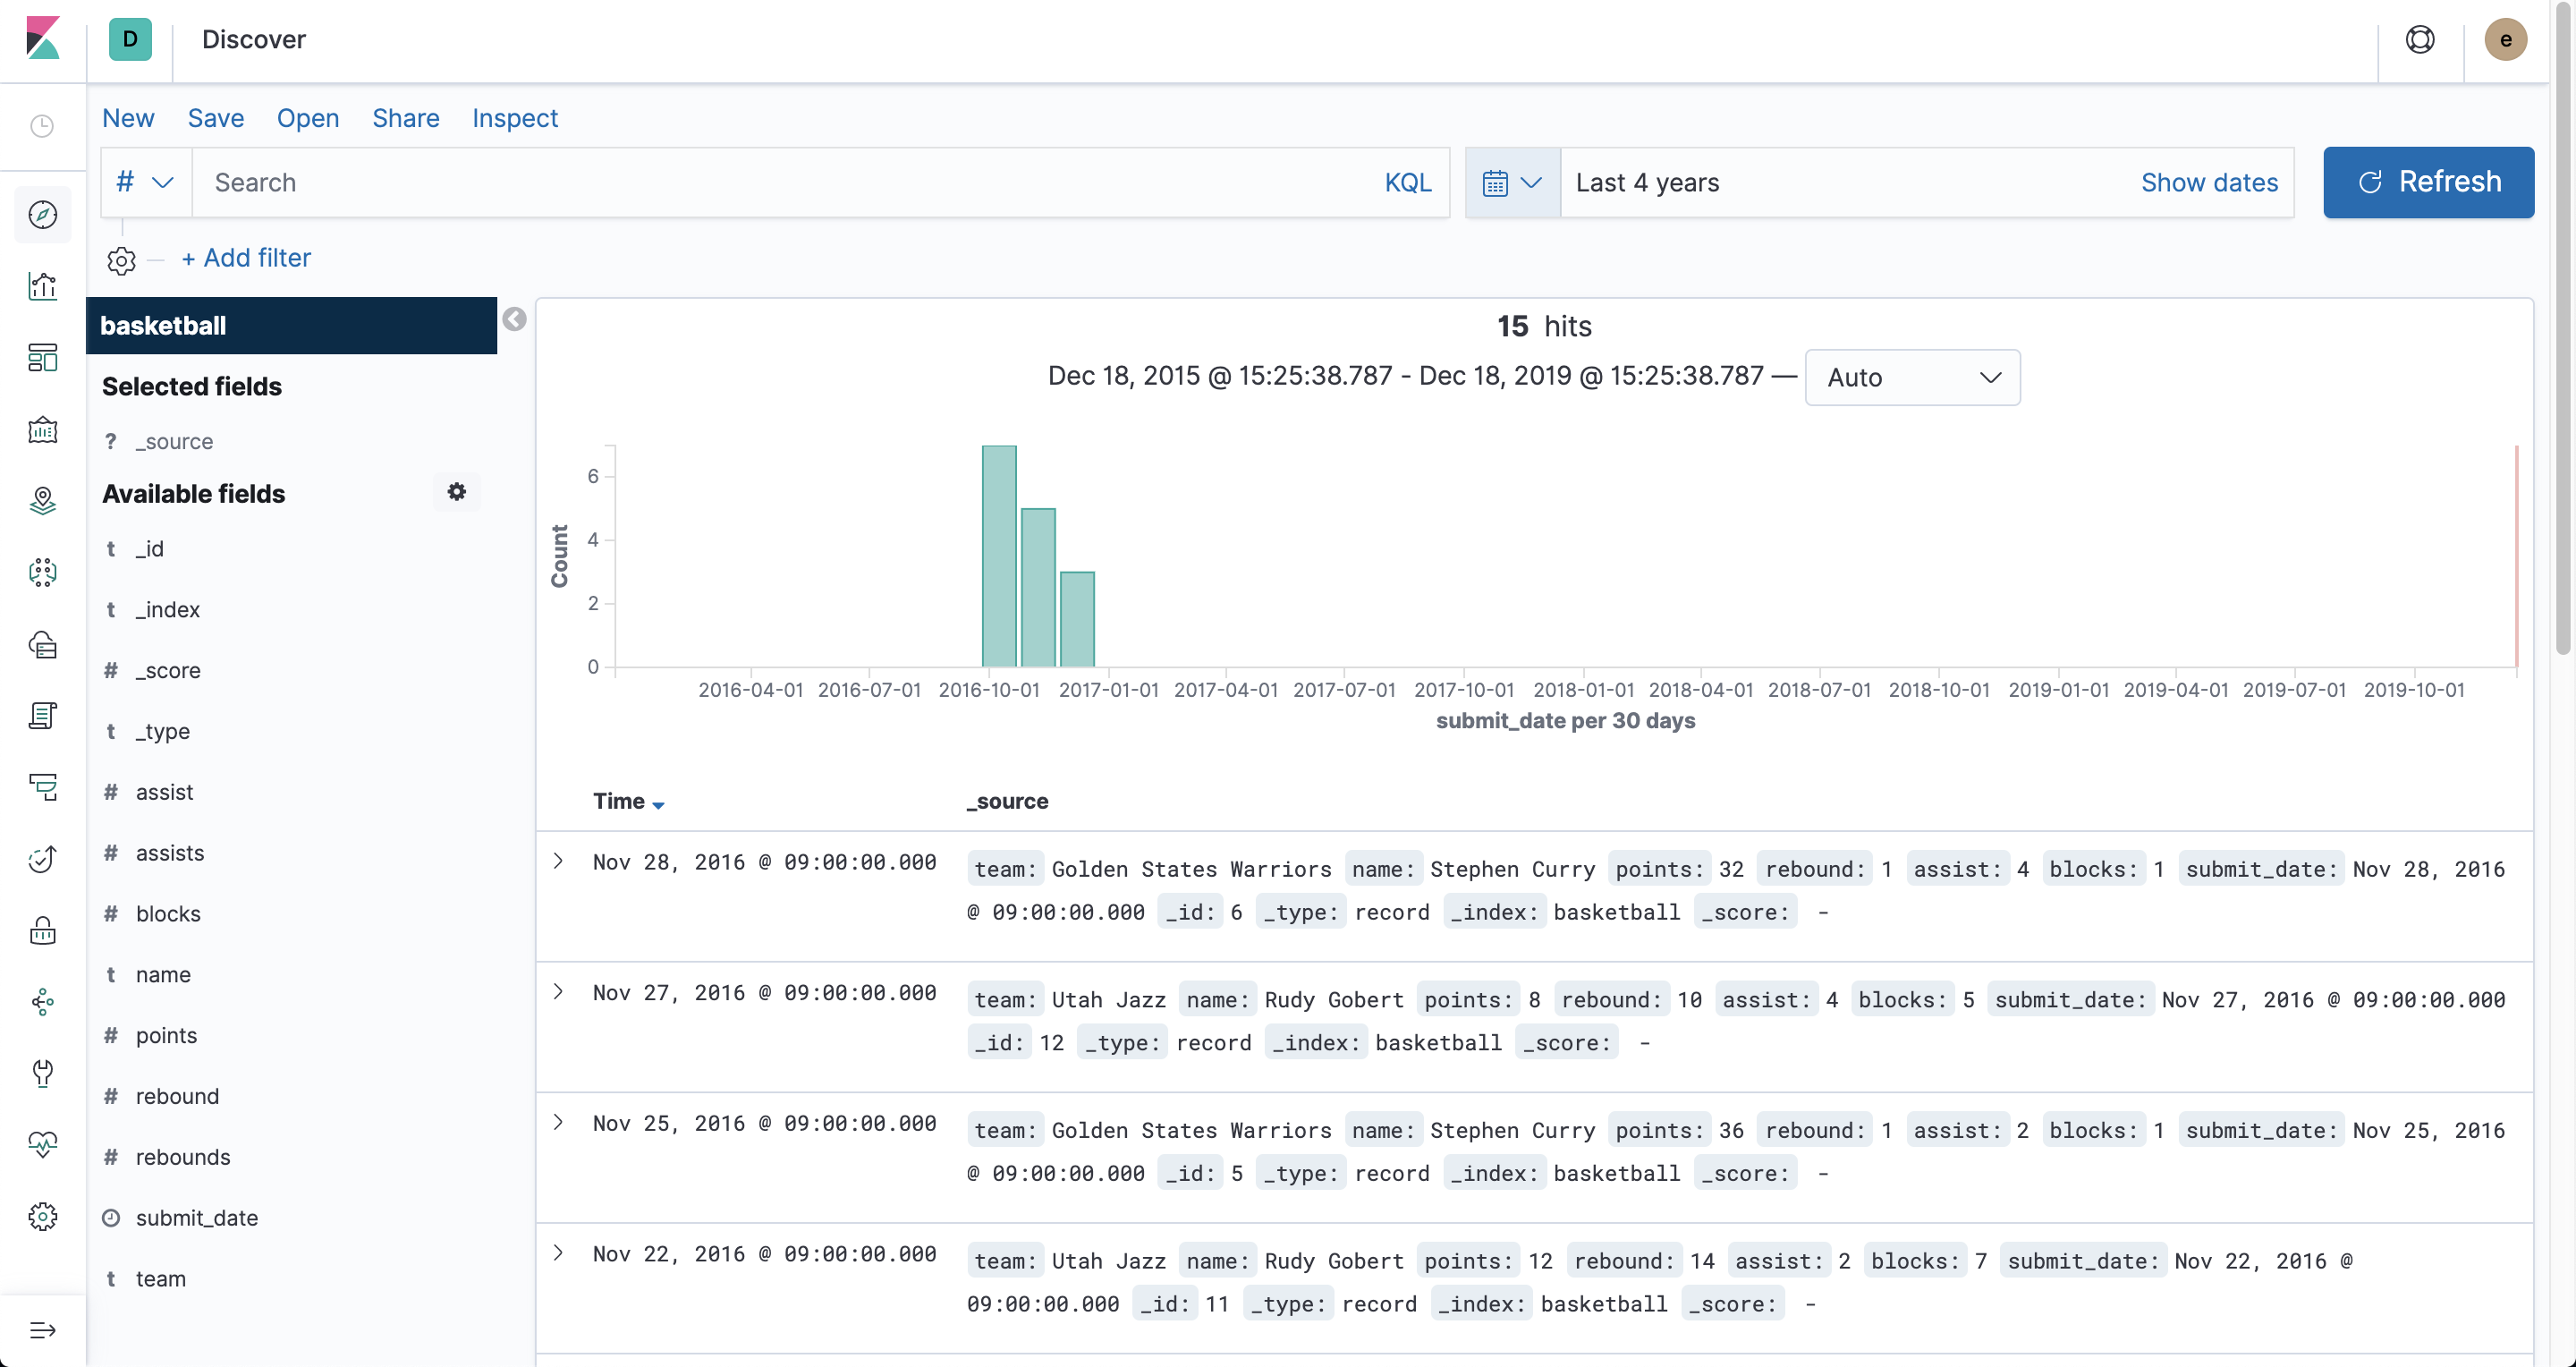 D Discover e
New Save Open Share Inspect
# Search KQL Last 4 years Show dates Refresh
+ Add filter
basketball
Selected fields
? _source
Available fields
t _id
t _index
# _score
t _type
# assist
# assists
# blocks
t name
# points
# rebound
# rebounds
submit_date
t team
15 hits
Dec 18, 2015 @ 15:25:38.787 - Dec 18, 2019 @ 15:25:38.787 — Auto
Count
6
4
2
0
2016-04-01 2016-07-01 2016-10-01 2017-01-01 2017-04-01 2017-07-01 2017-10-01 2018-01-01 2018-04-01 2018-07-01 2018-10-01 2019-01-01 2019-04-01 2019-07-01 2019-10-01
submit_date per 30 days
Time _source
Nov 28, 2016 @ 09:00:00.000 team: Golden States Warriors name: Stephen Curry points: 32 rebound: 1 assist: 4 blocks: 1 submit_date: Nov 28, 2016
@ 09:00:00.000 _id: 6 _type: record _index: basketball _score: -
Nov 27, 2016 @ 09:00:00.000 team: Utah Jazz name: Rudy Gobert points: 8 rebound: 10 assist: 4 blocks: 5 submit_date: Nov 27, 2016 @ 09:00:00.000
_id: 12 _type: record _index: basketball _score: -
Nov 25, 2016 @ 09:00:00.000 team: Golden States Warriors name: Stephen Curry points: 36 rebound: 1 assist: 2 blocks: 1 submit_date: Nov 25, 2016
@ 09:00:00.000 _id: 5 _type: record _index: basketball _score: -
Nov 22, 2016 @ 09:00:00.000 team: Utah Jazz name: Rudy Gobert points: 12 rebound: 14 assist: 2 blocks: 7 submit_date: Nov 22, 2016 @
09:00:00.000 _id: 11 _type: record _index: basketball _score: -